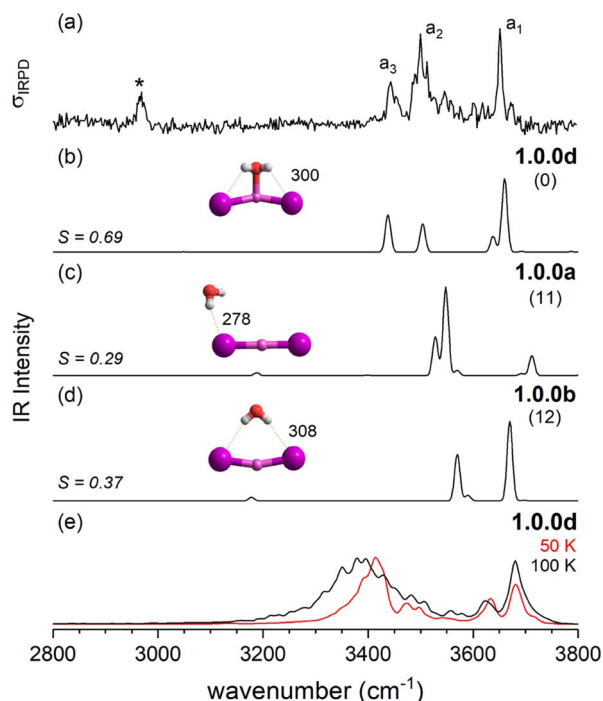 (a)
a₁
a₂
a₃
*
σIRPD
(b)
1.0.0d
(0)
300
S = 0.69
(c)
1.0.0a
(11)
278
S = 0.29
(d)
1.0.0b
(12)
308
S = 0.37
(e)
1.0.0d
50 K
100 K
IR Intensity
2800 3000 3200 3400 3600 3800
wavenumber (cm⁻¹)